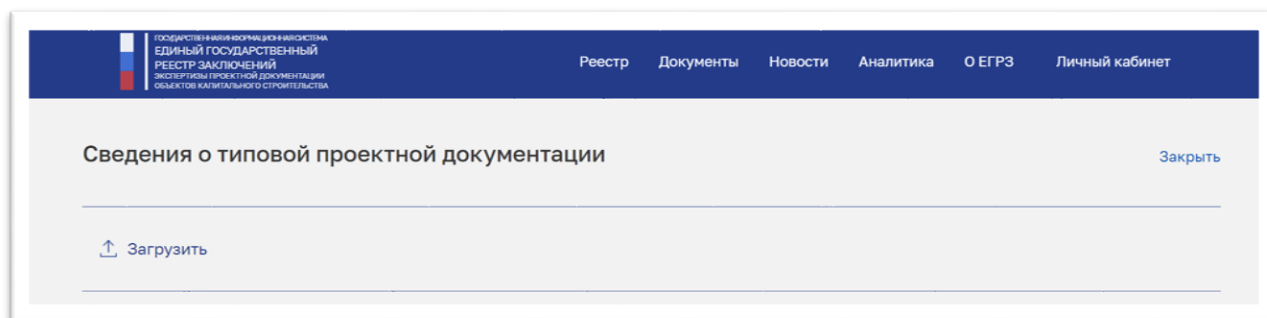 ГОСУДАРСТВЕННАЯ ИНФОРМАЦИОННАЯ СИСТЕМА
ЕДИНЫЙ ГОСУДАРСТВЕННЫЙ
РЕЕСТР ЗАКЛЮЧЕНИЙ
ЭКСПЕРТИЗЫ ПРОЕКТНОЙ ДОКУМЕНТАЦИИ
ОБЪЕКТОВ КАПИТАЛЬНОГО СТРОИТЕЛЬСТВА
Реестр Документы Новости Аналитика О ЕГРЗ Личный кабинет
Сведения о типовой проектной документации
Закрыть
Загрузить